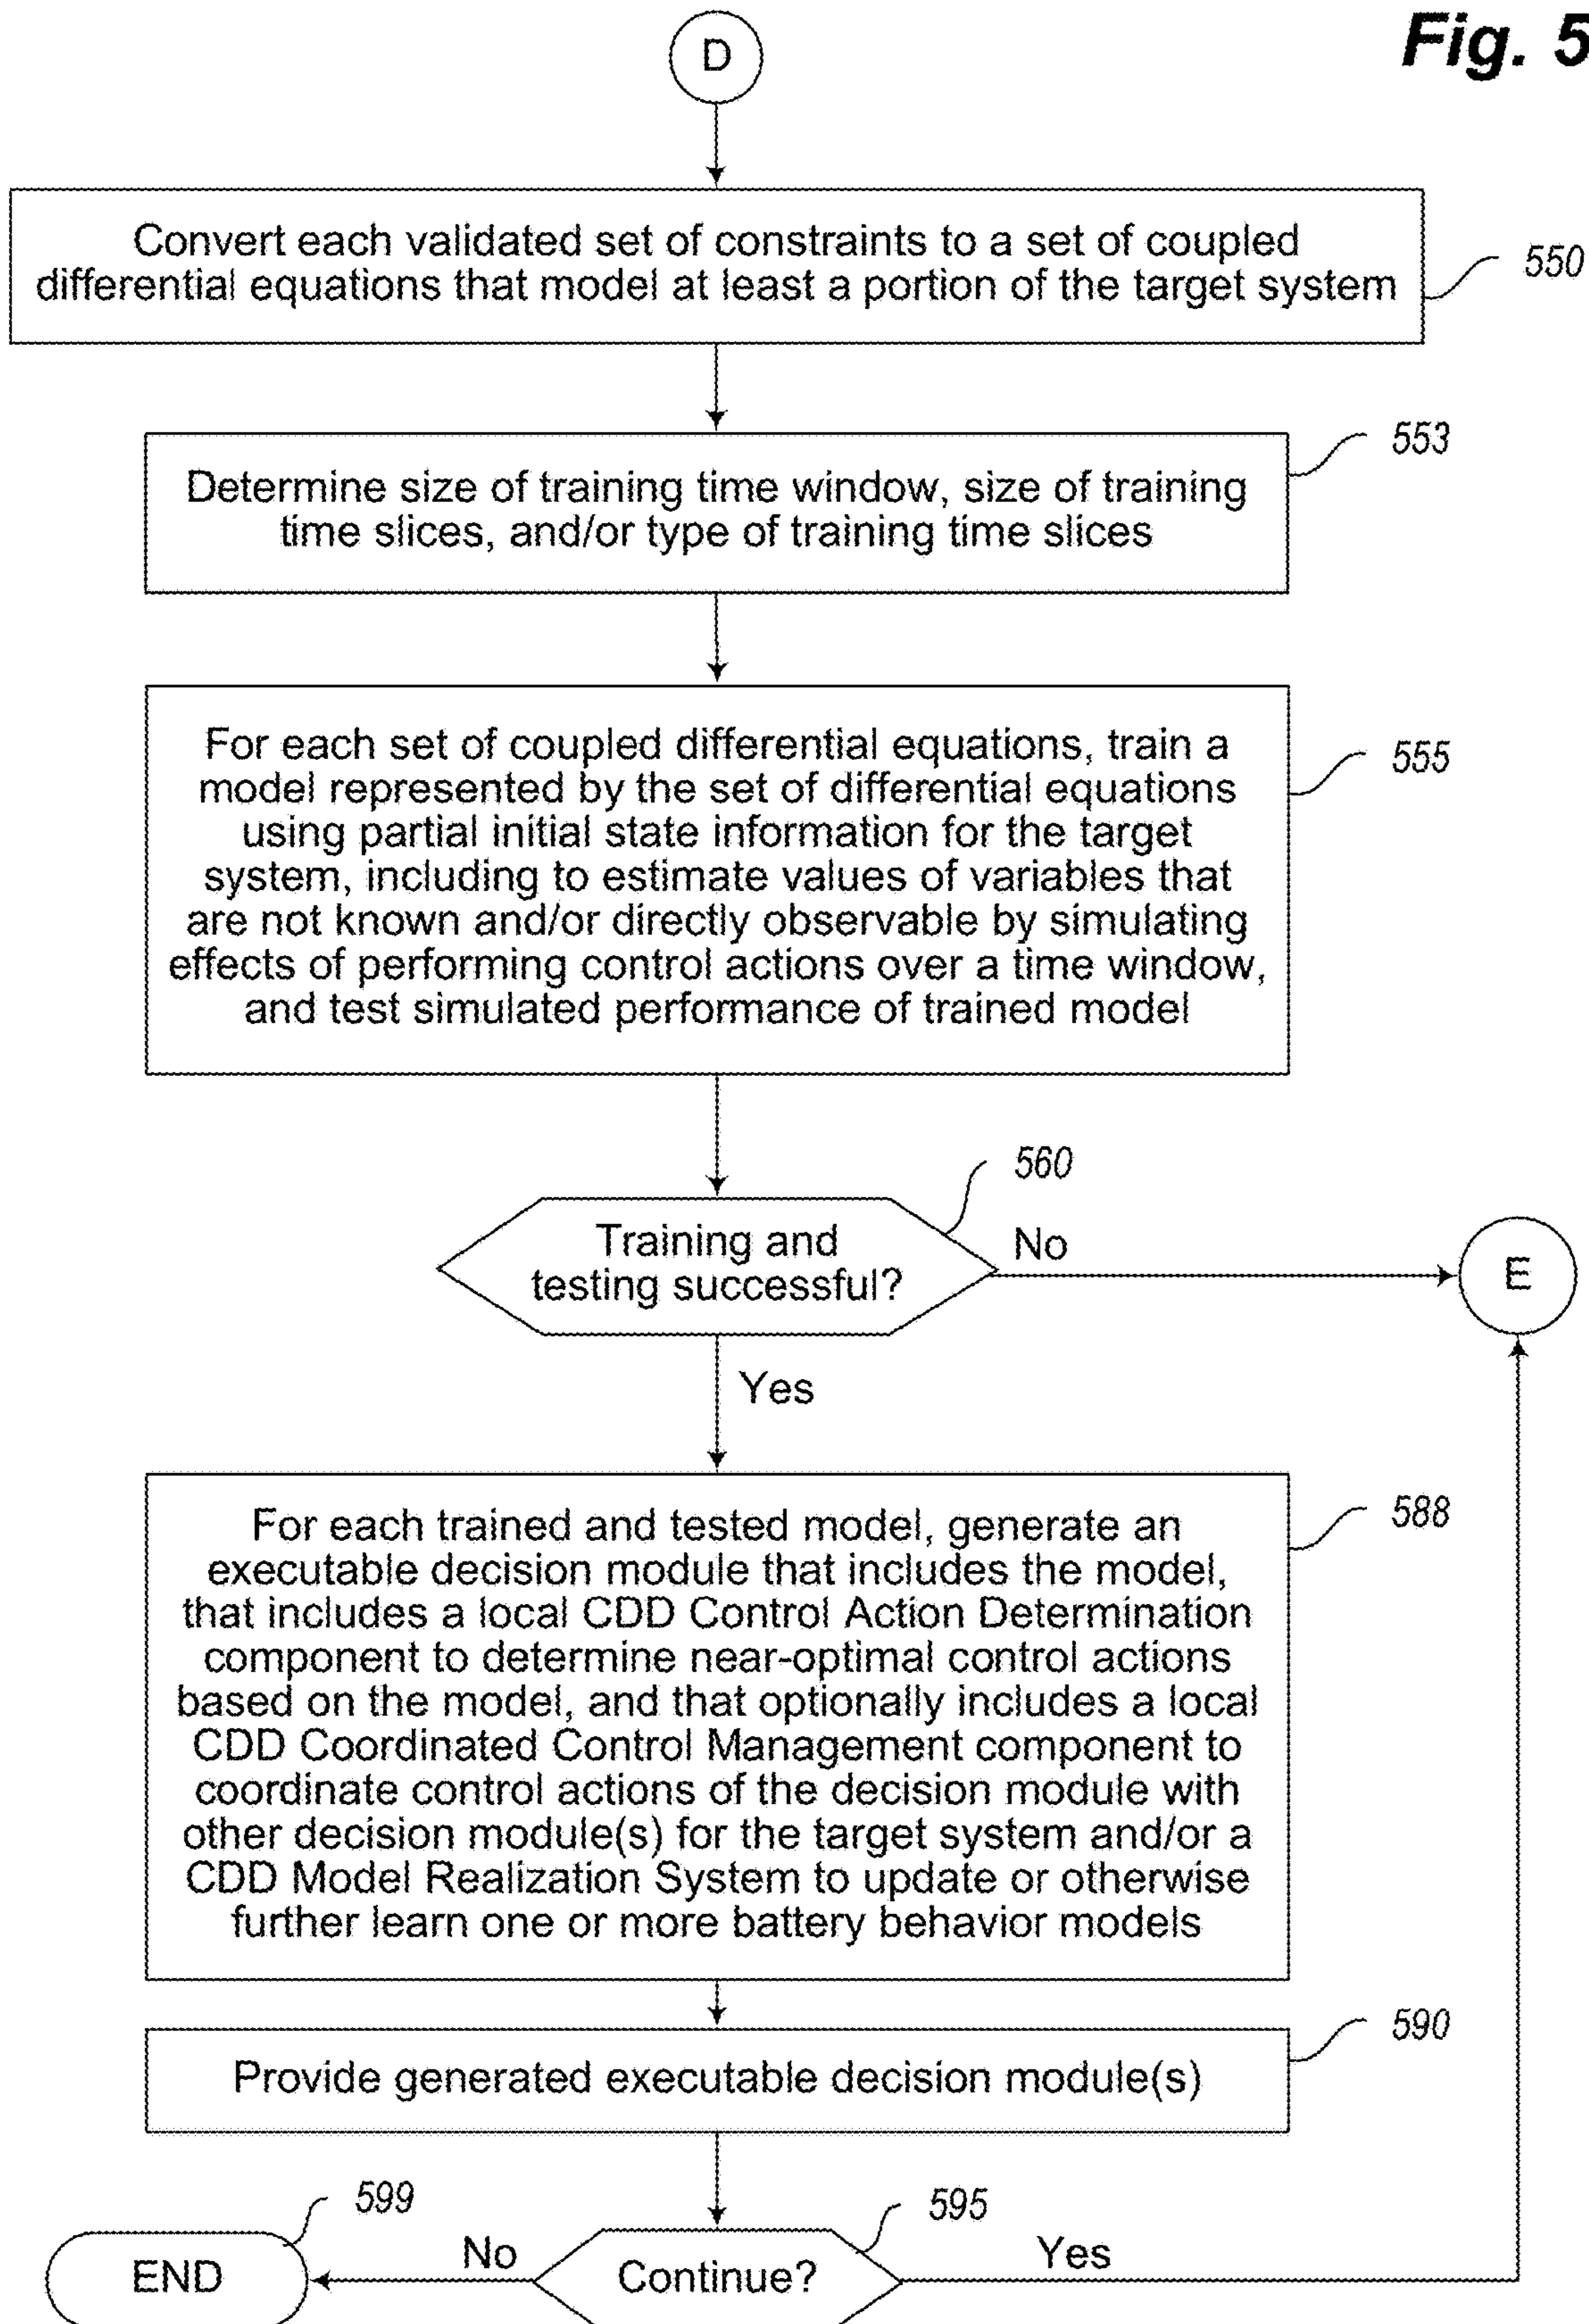 Fig. 5
D
Convert each validated set of constraints to a set of coupled
differential equations that model at least a portion of the target system
550
553
Determine size of training time window, size of training
time slices, and/or type of training time slices
For each set of coupled differential equations, train a
model represented by the set of differential equations
using partial initial state information for the target
system, including to estimate values of variables that
are not known and/or directly observable by simulating
effects of performing control actions over a time window,
and test simulated performance of trained model
555
560
Training and
testing successful?
No
E
Yes
For each trained and tested model, generate an
executable decision module that includes the model,
that includes a local CDD Control Action Determination
component to determine near-optimal control actions
based on the model, and that optionally includes a local
CDD Coordinated Control Management component to
coordinate control actions of the decision module with
other decision module(s) for the target system and/or a
CDD Model Realization System to update or otherwise
further learn one or more battery behavior models
588
590
Provide generated executable decision module(s)
599
595
END
No
Continue?
Yes